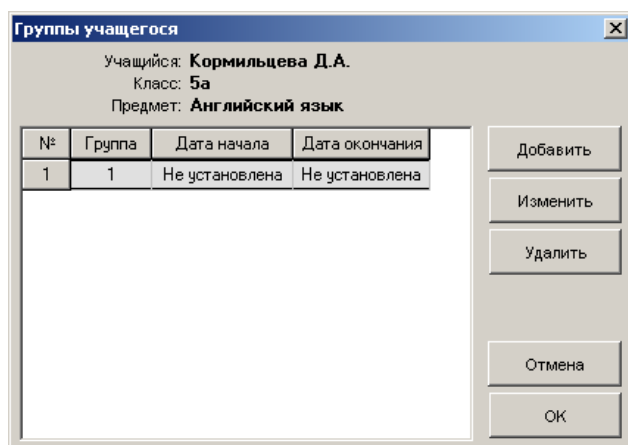 Группы учащегося
Учащийся: Кормильцева Д.А.
Класс: 5а
Предмет: Английский язык
№ Группа Дата начала Дата окончания
1 1 Не установлена Не установлена
Добавить
Изменить
Удалить
Отмена
OK